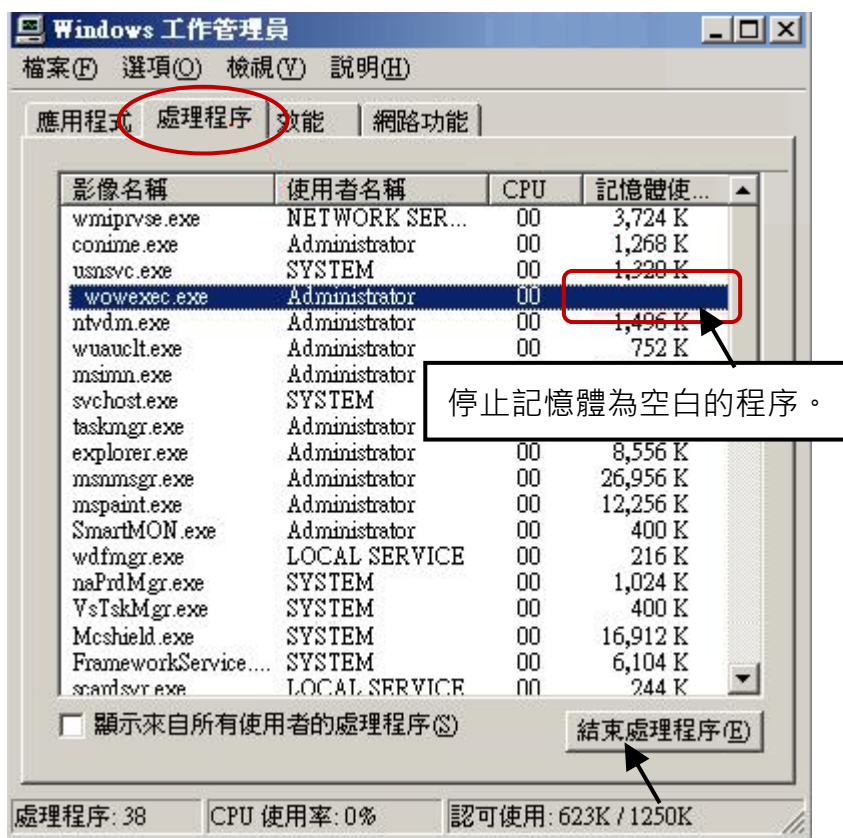 Windows 工作管理員
檔案(F) 選項(O) 檢視(V) 說明(H)
應用程式 處理程序 效能 網路功能
影像名稱 使用者名稱 CPU 記憶體使...
wmiprvse.exe NETWORK SER... 00 3,724 K
conime.exe Administrator 00 1,268 K
usnsvc.exe SYSTEM 00 1,328 K
wowexec.exe Administrator 00
ntvdm.exe Administrator 00 1,496 K
wuauclt.exe Administrator 00 752 K
msimn.exe Administrator
svchost.exe SYSTEM
taskmgr.exe Administrator
停止記憶體為空白的程序。
explorer.exe Administrator 00 8,556 K
msnmsgr.exe Administrator 00 26,956 K
mspaint.exe Administrator 00 12,256 K
SmartMON.exe Administrator 00 400 K
wdfmgr.exe LOCAL SERVICE 00 216 K
naPrdMgr.exe SYSTEM 00 1,024 K
VsTskMgr.exe SYSTEM 00 400 K
Mcshield.exe SYSTEM 00 16,912 K
FrameworkService.... SYSTEM 00 6,104 K
scardsvr.exe LOCAL SERVICE 00 244 K
顯示來自所有使用者的處理程序(S)
結束處理程序(E)
處理程序: 38 CPU 使用率: 0% 認可使用: 623K / 1250K